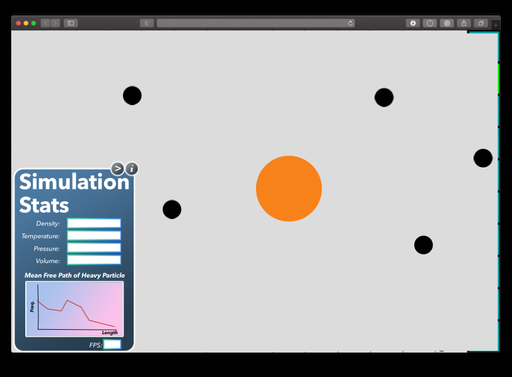 > i
Simulation
Stats
Density:
Temperature:
Pressure:
Volume:
Mean Free Path of Heavy Particle
Freq.
Length
FPS: